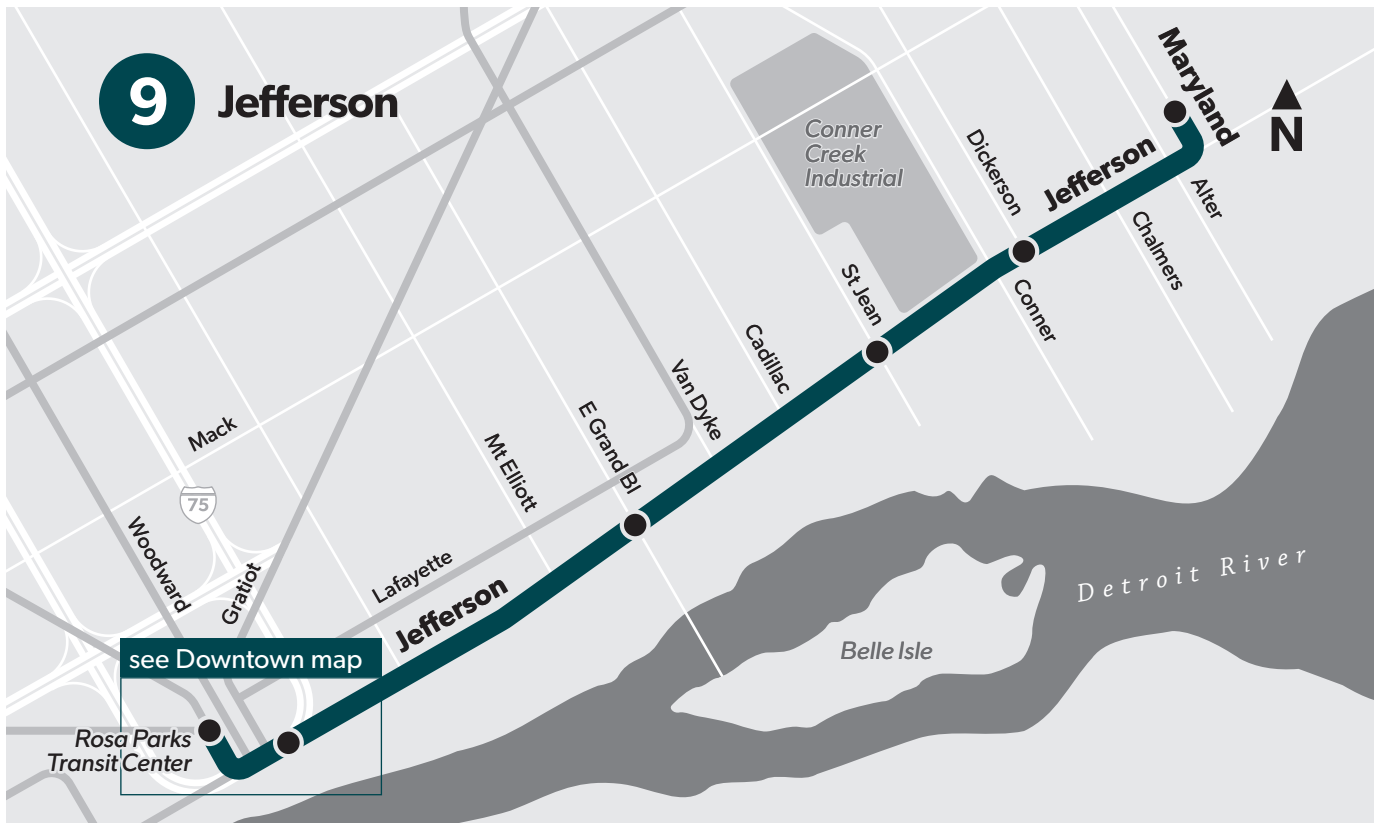 9 Jefferson
Maryland
N
Conner
Creek
Industrial
Dickerson
Jefferson
Alter
Chalmers
St Jean
Conner
Cadillac
Van Dyke
E Grand Bl
Mt Elliott
Mack
75
Woodward
Gratiot
Lafayette
Jefferson
Detroit River
Belle Isle
see Downtown map
Rosa Parks
Transit Center